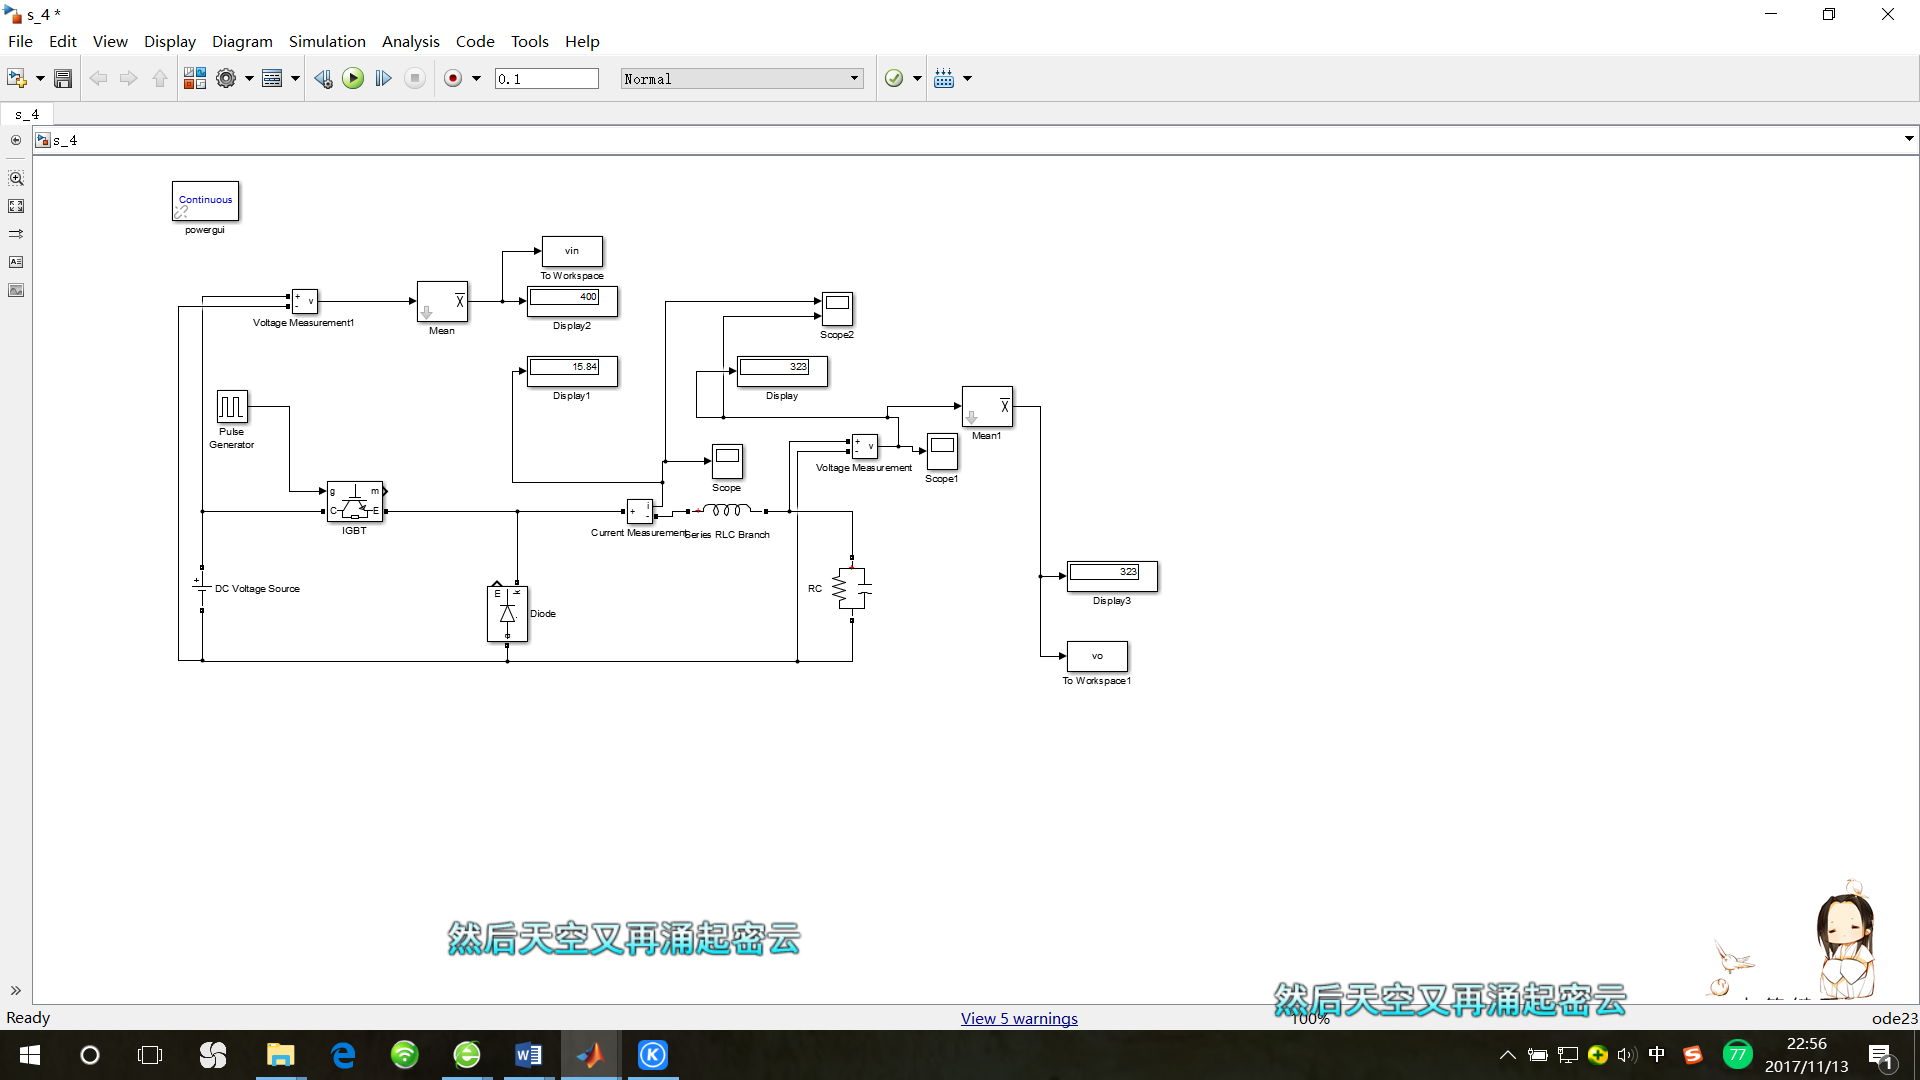 s_4 *
File Edit View Display Diagram Simulation Analysis Code Tools Help
0.1
Normal
s_4
s_4
Continuous
powergui
vin
To Workspace
+ v -
Voltage Measurement1
Mean
400
Display2
Scope2
15.84
Display1
323
Display
Pulse
Generator
Mean1
+ v -
Voltage Measurement
Scope1
Scope
g m
C E
IGBT
+ i -
Current Measurement
Series RLC Branch
+
DC Voltage Source
m k
a
Diode
RC
323
Display3
vo
To Workspace1
然后天空又再涌起密云
然后天空又再涌起密云
Ready
View 5 warnings
100%
ode23
中
77
22:56
2017/11/13
1